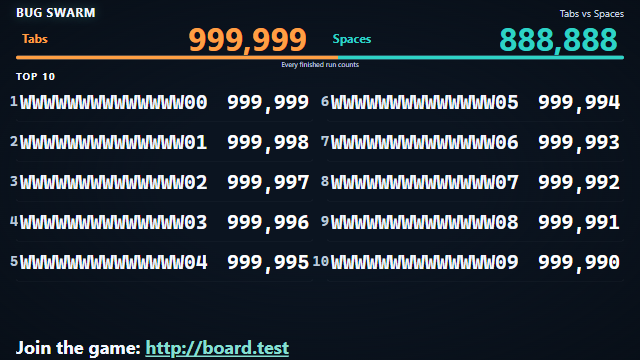 BUG SWARM
Tabs vs Spaces
Tabs 999,999
Spaces 888,888
Every finished run counts
TOP 10
1 WWWWWWWWWWWWWW00 999,999
2 WWWWWWWWWWWWWW01 999,998
3 WWWWWWWWWWWWWW02 999,997
4 WWWWWWWWWWWWWW03 999,996
5 WWWWWWWWWWWWWW04 999,995
6 WWWWWWWWWWWWWW05 999,994
7 WWWWWWWWWWWWWW06 999,993
8 WWWWWWWWWWWWWW07 999,992
9 WWWWWWWWWWWWWW08 999,991
10 WWWWWWWWWWWWWW09 999,990
Join the game: http://board.test